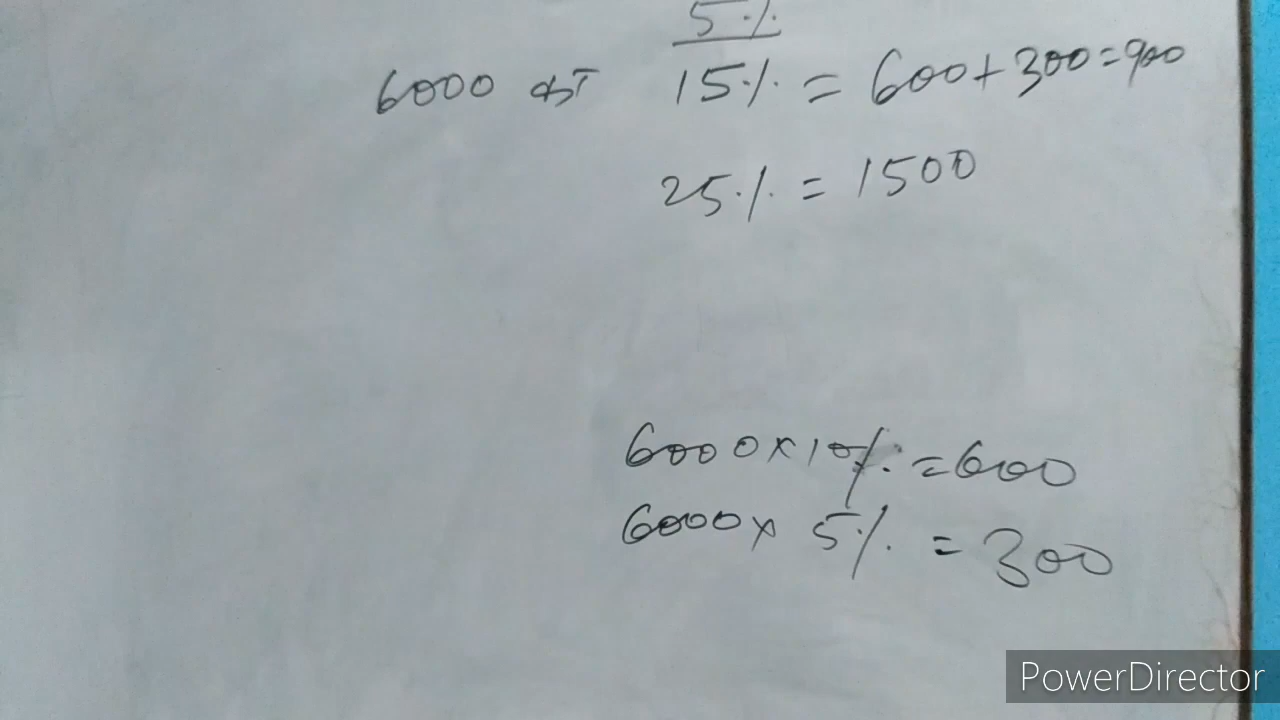 5%
6000 का 15% = 600+300=900
25% = 1500
6000×10% =600
6000× 5% = 300
PowerDirector